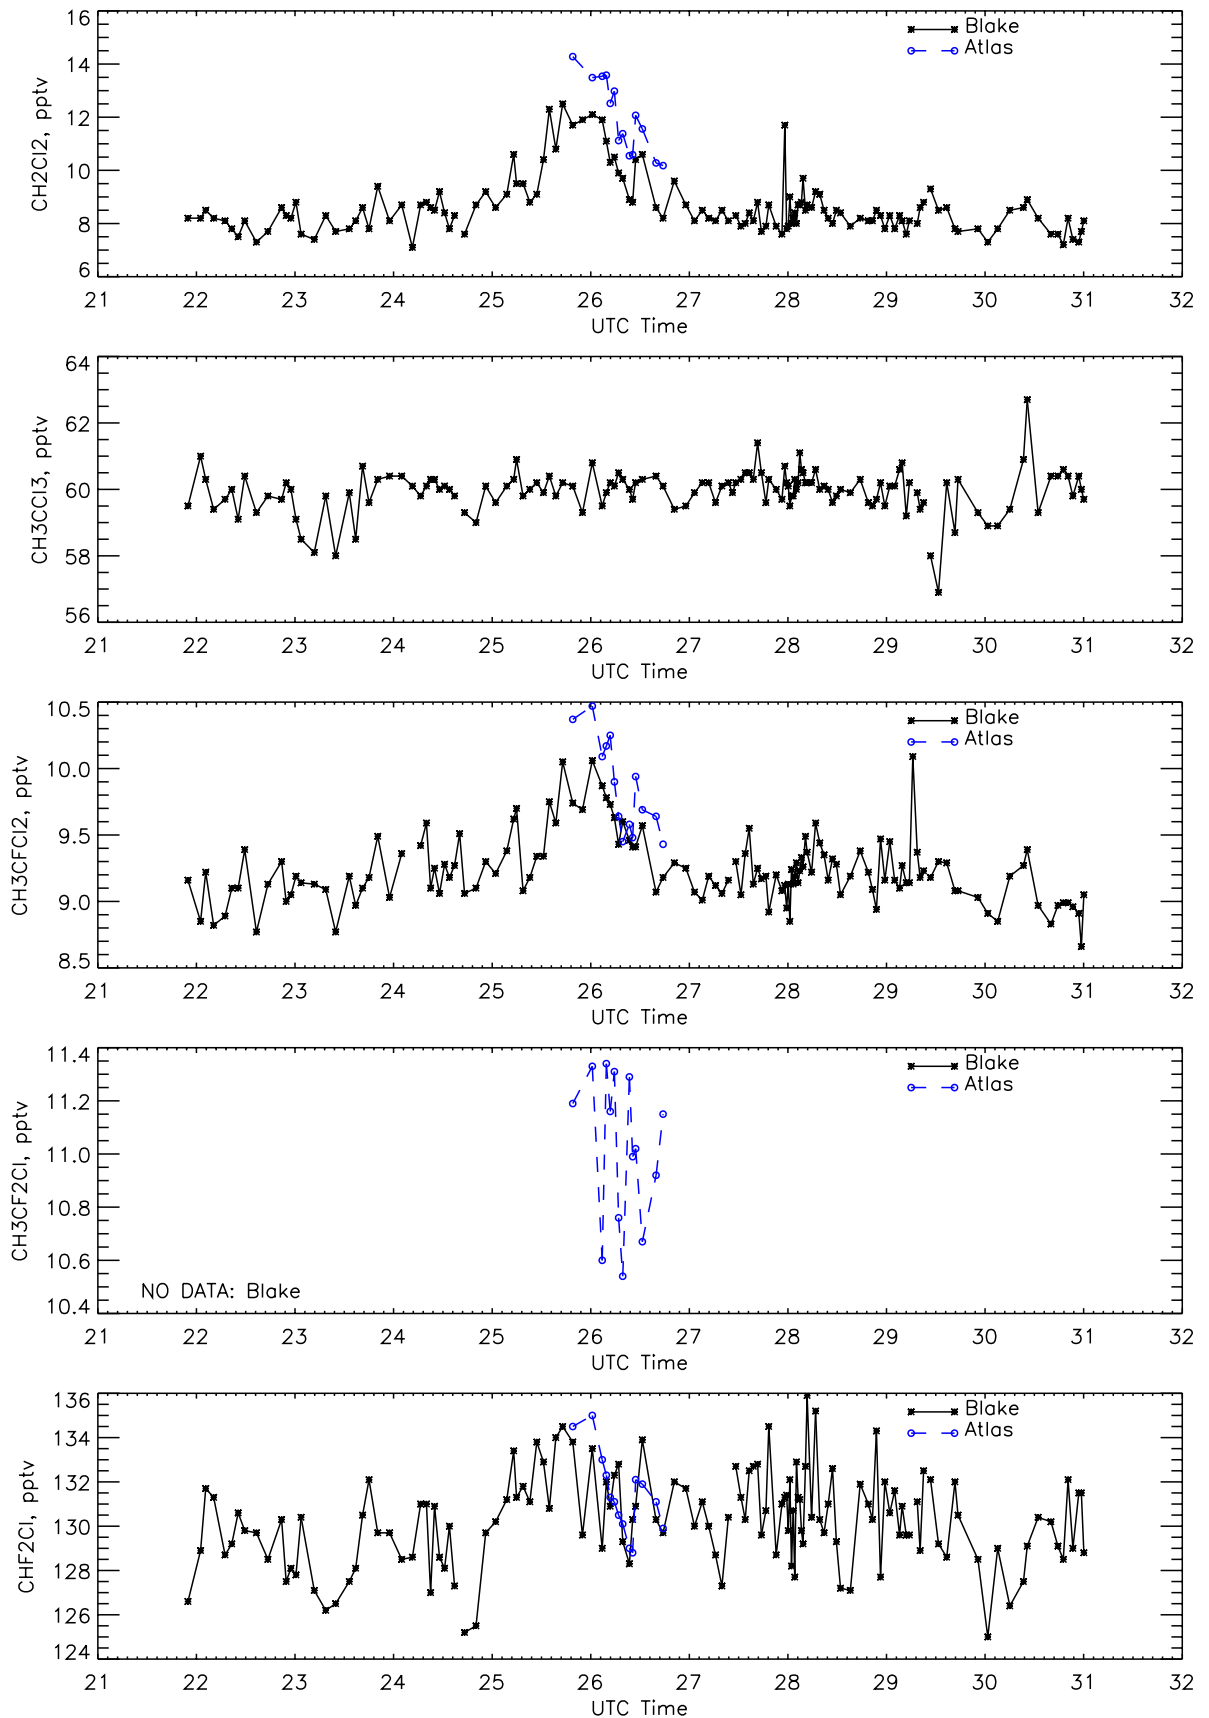 CH2Cl2, pptv
16
14
12
10
8
6
Blake
Atlas
21 22 23 24 25 26 27 28 29 30 31 32
UTC Time
CH3CCl3, pptv
64
62
60
58
56
21 22 23 24 25 26 27 28 29 30 31 32
UTC Time
CH3CFCl2, pptv
10.5
10.0
9.5
9.0
8.5
Blake
Atlas
21 22 23 24 25 26 27 28 29 30 31 32
UTC Time
CH3CF2Cl, pptv
11.4
11.2
11.0
10.8
10.6
10.4
Blake
Atlas
NO DATA: Blake
21 22 23 24 25 26 27 28 29 30 31 32
UTC Time
CHF2Cl, pptv
136
134
132
130
128
126
124
Blake
Atlas
21 22 23 24 25 26 27 28 29 30 31 32
UTC Time